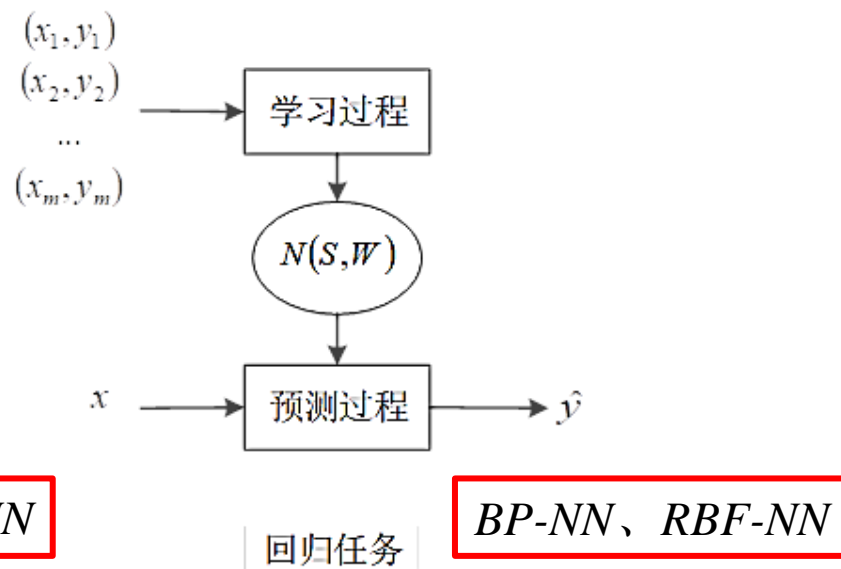 (x₁, y₁)
(x₂, y₂)
...
(xₘ, yₘ)
学习过程
N(S,W)
x
预测过程
ŷ
NN
BP-NN、RBF-NN
回归任务